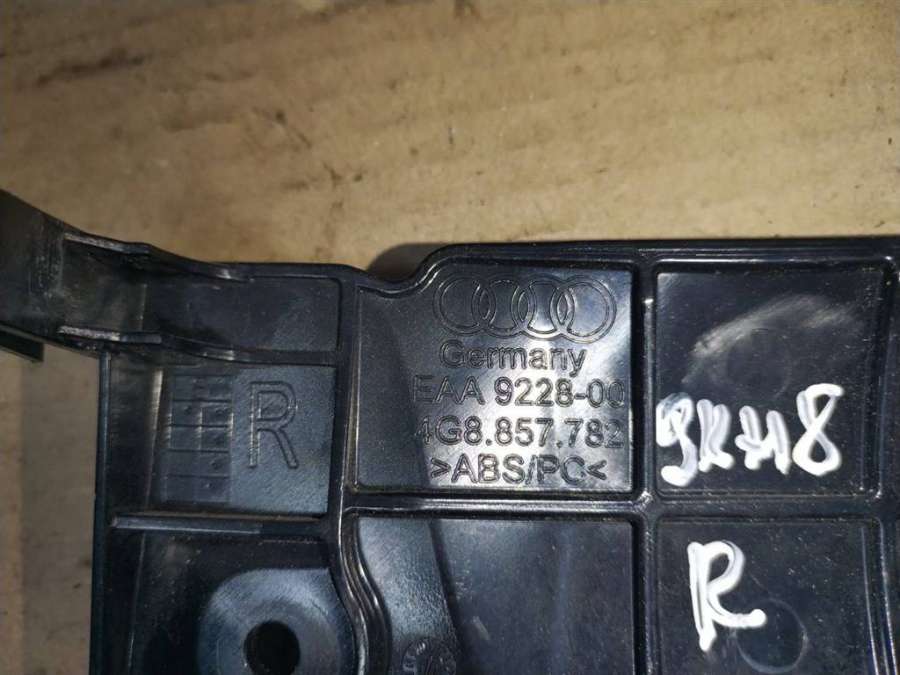 Germany
EAA 9228-00
4G8.857.782
>ABS/PC<
R
R